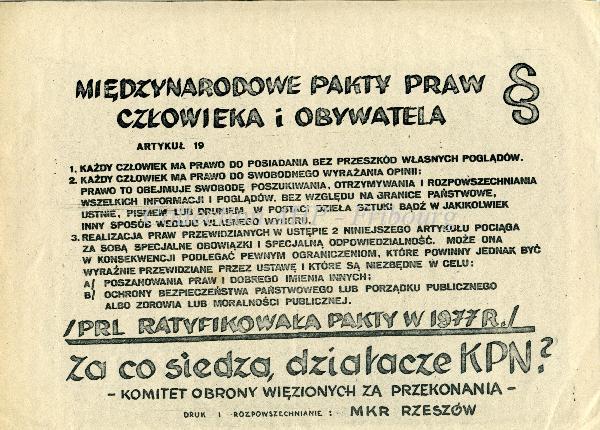 MIĘDZYNARODOWE PAKTY PRAW
CZŁOWIEKA i OBYWATELA
§
ARTYKUŁ 19
1. KAŻDY CZŁOWIEK MA PRAWO DO POSIADANIA BEZ PRZESZKÓD WŁASNYCH POGLĄDÓW.
2. KAŻDY CZŁOWIEK MA PRAWO DO SWOBODNEGO WYRAŻANIA OPINII:
PRAWO TO OBEJMUJE SWOBODĘ POSZUKIWANIA, OTRZYMYWANIA I ROZPOWSZECHNIANIA
WSZELKICH INFORMACJI I POGLĄDÓW. BEZ WZGLĘDU NA GRANICE PAŃSTWOWE,
USTNIE, PISMEM LUB DRUKIEM, W POSTACI DZIEŁA SZTUKI BĄDŹ W JAKIKOLWIEK
INNY SPOSÓB WEDŁUG WŁASNEGO WYBORU.
3. REALIZACJA PRAW PRZEWIDZIANYCH W USTĘPIE 2 NINIEJSZEGO ARTYKUŁU POCIĄGA
ZA SOBĄ SPECJALNE OBOWIĄZKI I SPECJALNĄ ODPOWIEDZIALNOŚĆ. MOŻE ONA
W KONSEKWENCJI PODLEGAĆ PEWNYM OGRANICZENIOM, KTÓRE POWINNY JEDNAK BYĆ
WYRAŹNIE PRZEWIDZIANE PRZEZ USTAWĘ I KTÓRE SĄ NIEZBĘDNE W CELU:
a/ POSZANOWANIA PRAW I DOBREGO IMIENIA INNYCH;
B/ OCHRONY BEZPIECZEŃSTWA PAŃSTWOWEGO LUB PORZĄDKU PUBLICZNEGO
ALBO ZDROWIA LUB MORALNOŚCI PUBLICZNEJ.
/PRL RATYFIKOWAŁA PAKTY W 1977 R./
Za co siedzą działacze KPN?
- KOMITET OBRONY WIĘZIONYCH ZA PRZEKONANIA -
DRUK I ROZPOWSZECHNIANIE: MKR RZESZÓW